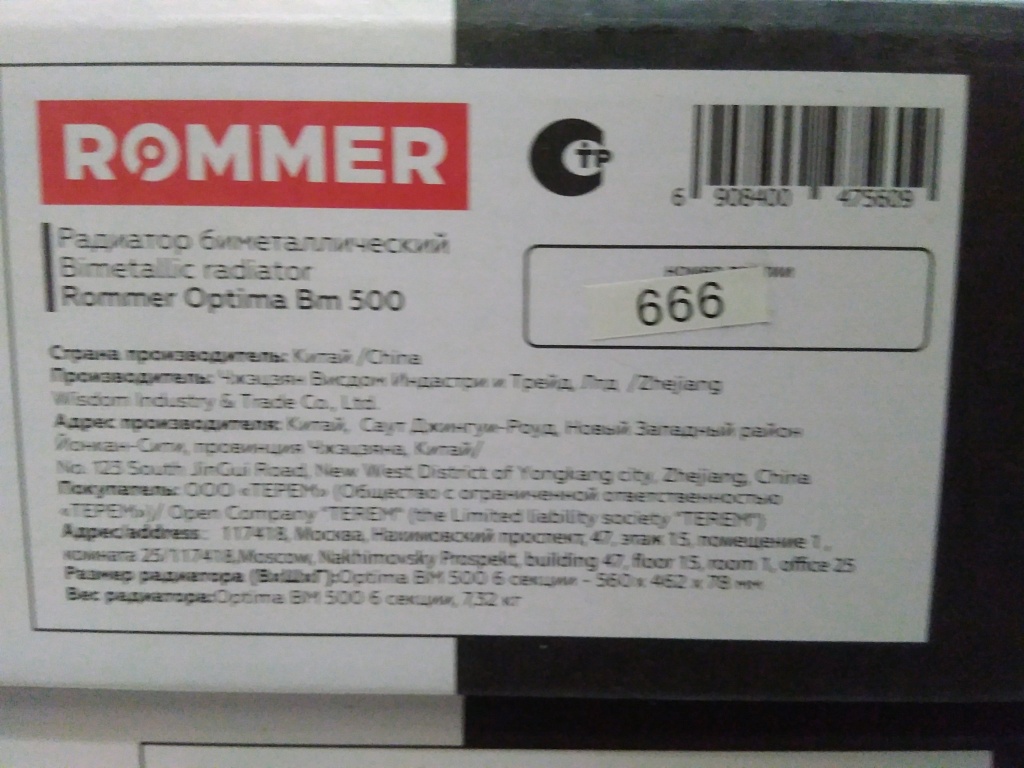 ROMMER
Радиатор биметаллический
Bimetallic radiator
Rommer Optima Bm 500
6 908400 475609
666
Страна производитель: Китай /China
Производитель: Чжэцзян Висдом Индастри и Трейд, Лтд. /Zhejiang
Wisdom Industry & Trade Co., Ltd.
Адрес производителя: Китай, Саут Джингуи-Роуд, Новый Западный район
Йонкан-Сити, провинция Чжэцзяна, Китай/
No. 123 South JinGui Road, New West District of Yongkang city, Zhejiang, China
Покупатель: ООО «ТЕРЕМ» (Общество с ограниченной ответственностью
«ТЕРЕМ»)/ Open Company "TEREM" (the Limited liability society "TEREM")
Адрес/address: 117418, Москва, Нахимовский проспект, 47, этаж 15, помещение 1,,
комната 25/117418,Moscow, Nakhimovsky Prospekt, building 47, floor 15, room 1, office 25
Размер радиатора (ВхШхГ):Optima BM 500 6 секции - 560 x 462 x 78 мм
Вес радиатора:Optima BM 500 6 секции, 7,32 кг